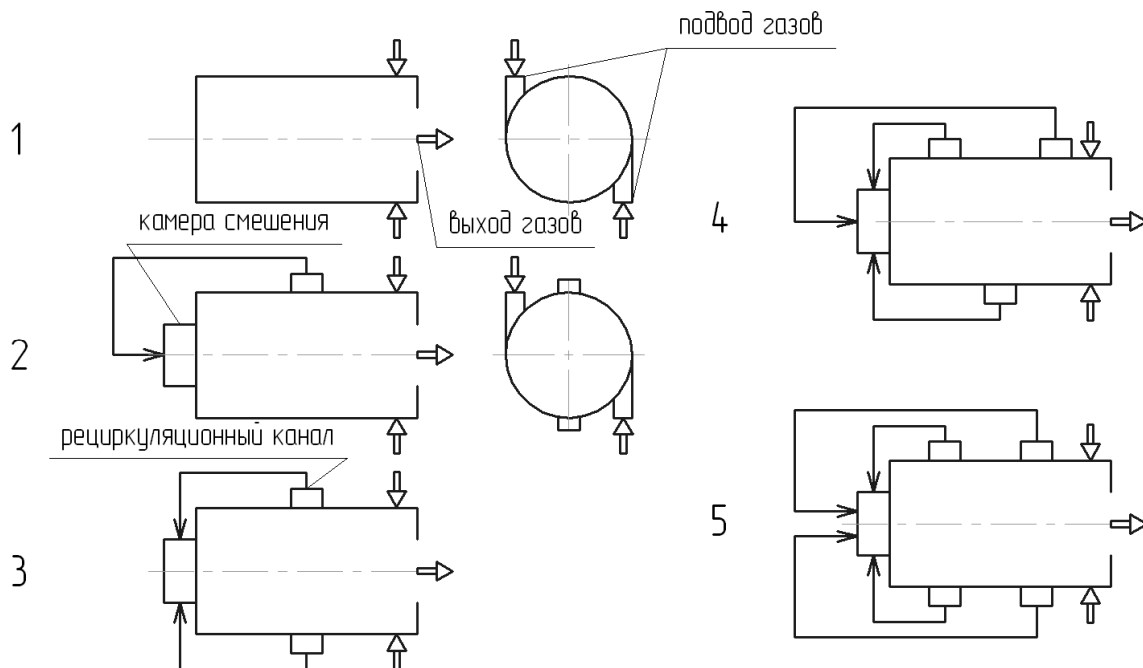 подвод газов
1
4
камера смешения
выход газов
2
рециркуляционный канал
5
3